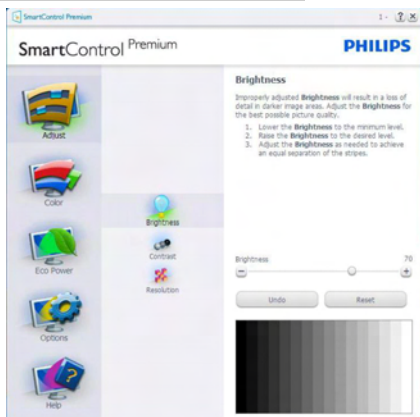 SmartControl Premium
1 - ? X
SmartControl Premium
PHILIPS
Adjust
Color
Eco Power
Options
Help
Brightness
Contrast
Resolution
Brightness
Improperly adjusted Brightness will result in a loss of
detail in darker image areas. Adjust the Brightness for
the best possible picture quality.
1. Lower the Brightness to the minimum level.
2. Raise the Brightness to the desired level.
3. Adjust the Brightness as needed to achieve
an equal separation of the stripes.
Brightness 70
Undo Reset